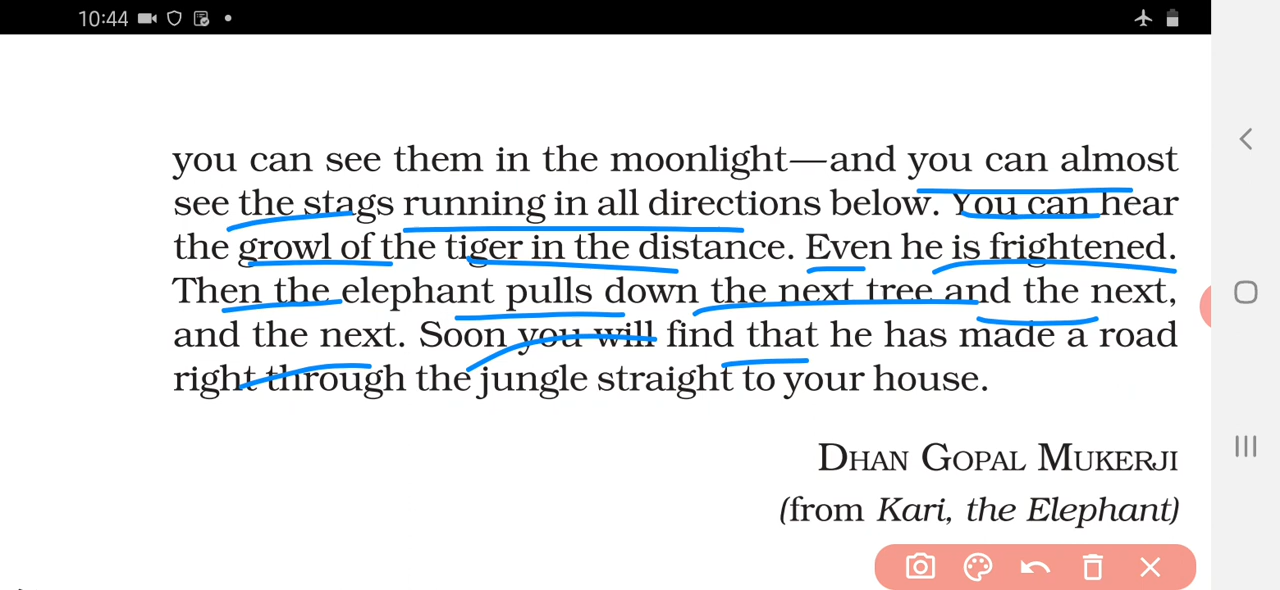 10:44
you can see them in the moonlight—and you can almost
see the stags running in all directions below. You can hear
the growl of the tiger in the distance. Even he is frightened.
Then the elephant pulls down the next tree and the next,
and the next. Soon you will find that he has made a road
right through the jungle straight to your house.
DHAN GOPAL MUKERJI
(from Kari, the Elephant)